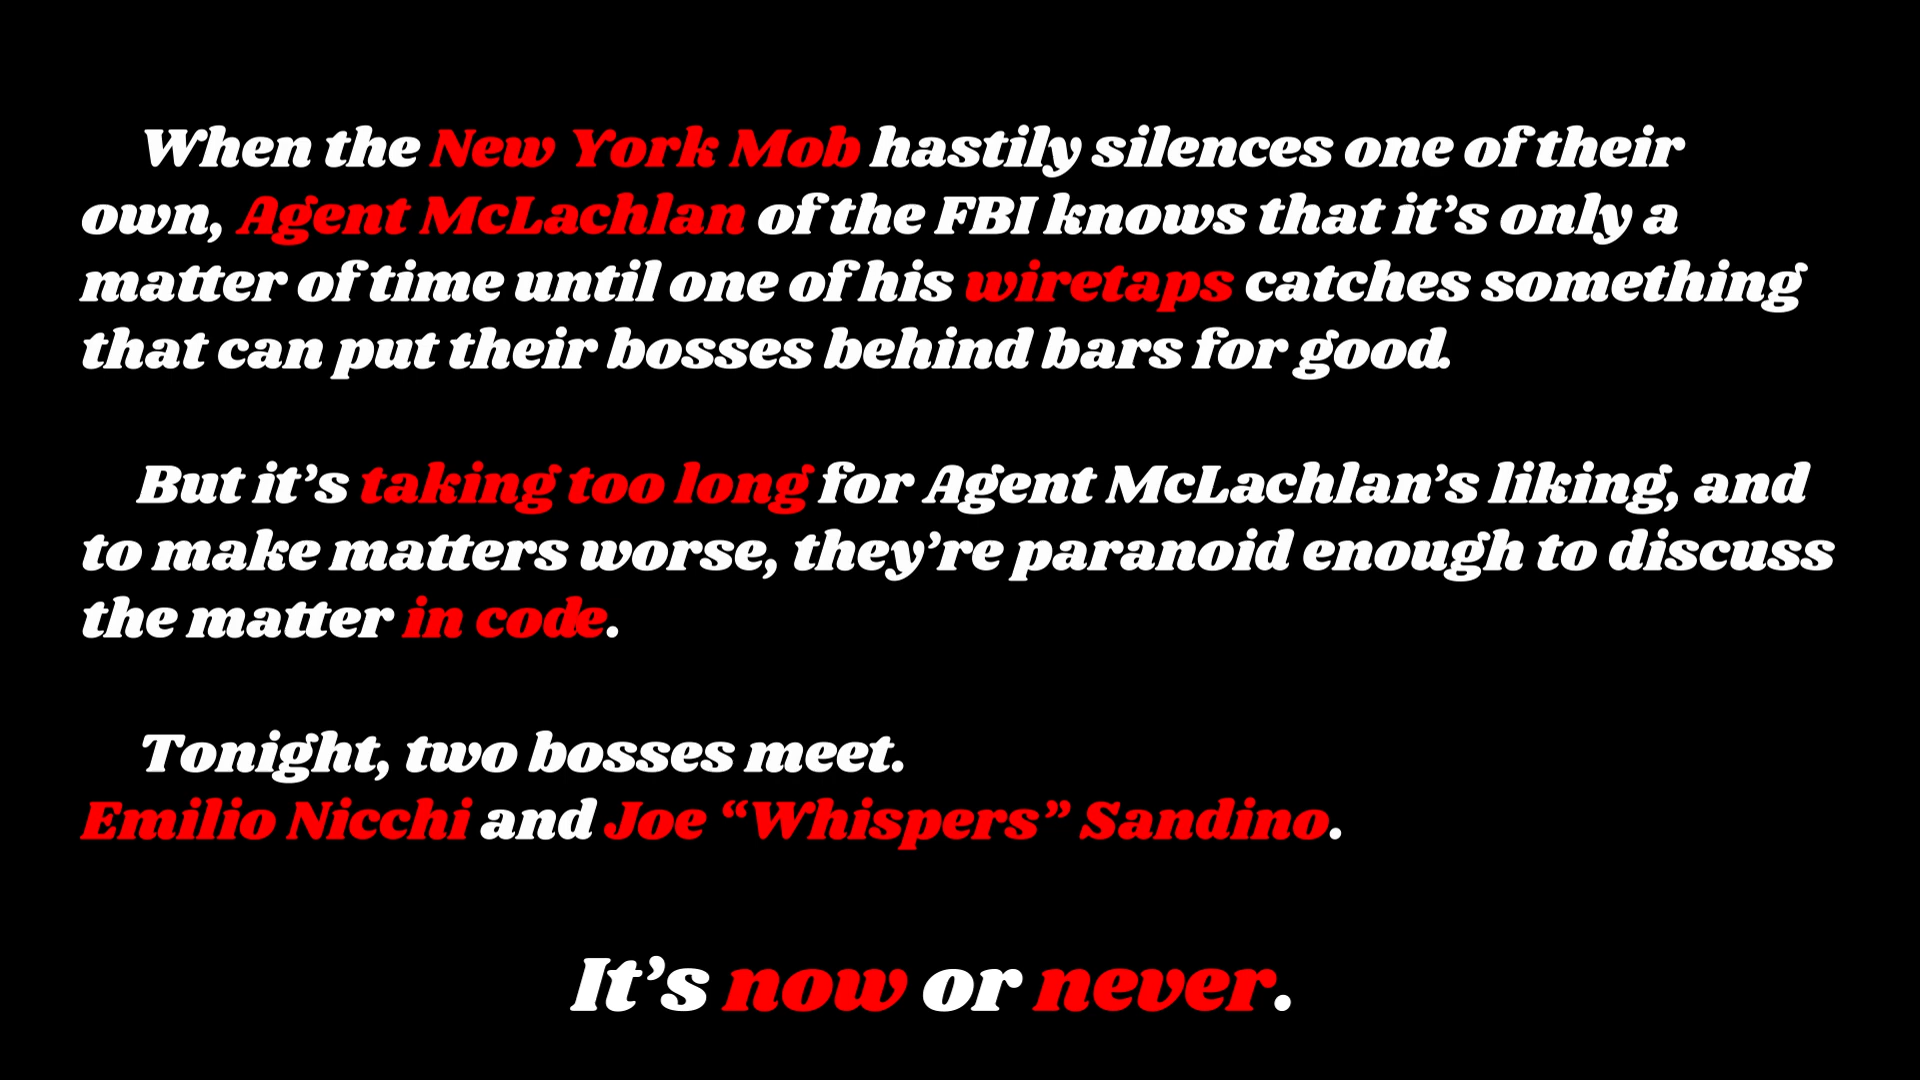 When the New York Mob hastily silences one of their
own, Agent McLachlan of the FBI knows that it’s only a
matter of time until one of his wiretaps catches something
that can put their bosses behind bars for good.
But it’s taking too long for Agent McLachlan’s liking, and
to make matters worse, they’re paranoid enough to discuss
the matter in code.
Tonight, two bosses meet.
Emilio Nicchi and Joe “Whispers” Sandino.
It’s now or never.